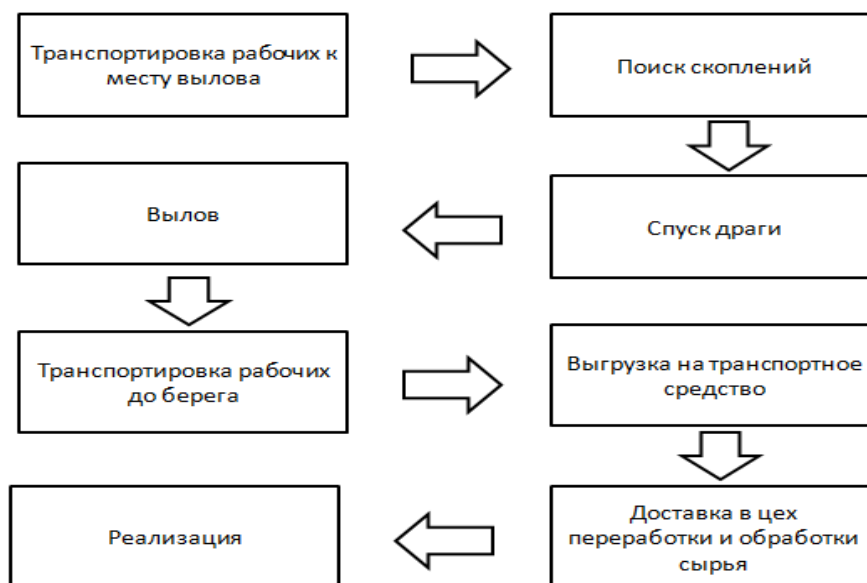 Транспортировка рабочих к
месту вылова
Поиск скоплений
Спуск драги
Вылов
Транспортировка рабочих
до берега
Выгрузка на транспортное
средство
Доставка в цех
переработки и обработки
сырья
Реализация